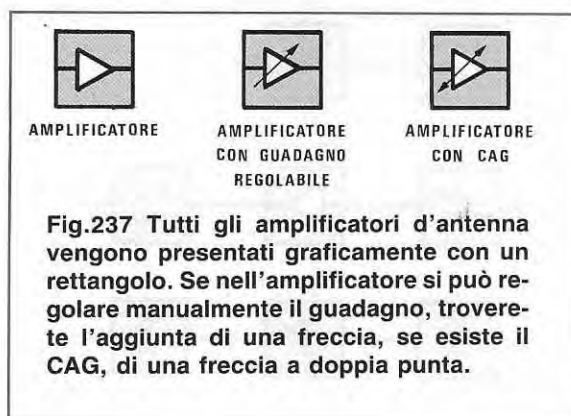 AMPLIFICATORE
AMPLIFICATORE
CON GUADAGNO
REGOLABILE
AMPLIFICATORE
CON CAG
Fig.237 Tutti gli amplificatori d'antenna
vengono presentati graficamente con un
rettangolo. Se nell'amplificatore si può re-
golare manualmente il guadagno, trovere-
te l'aggiunta di una freccia, se esiste il
CAG, di una freccia a doppia punta.